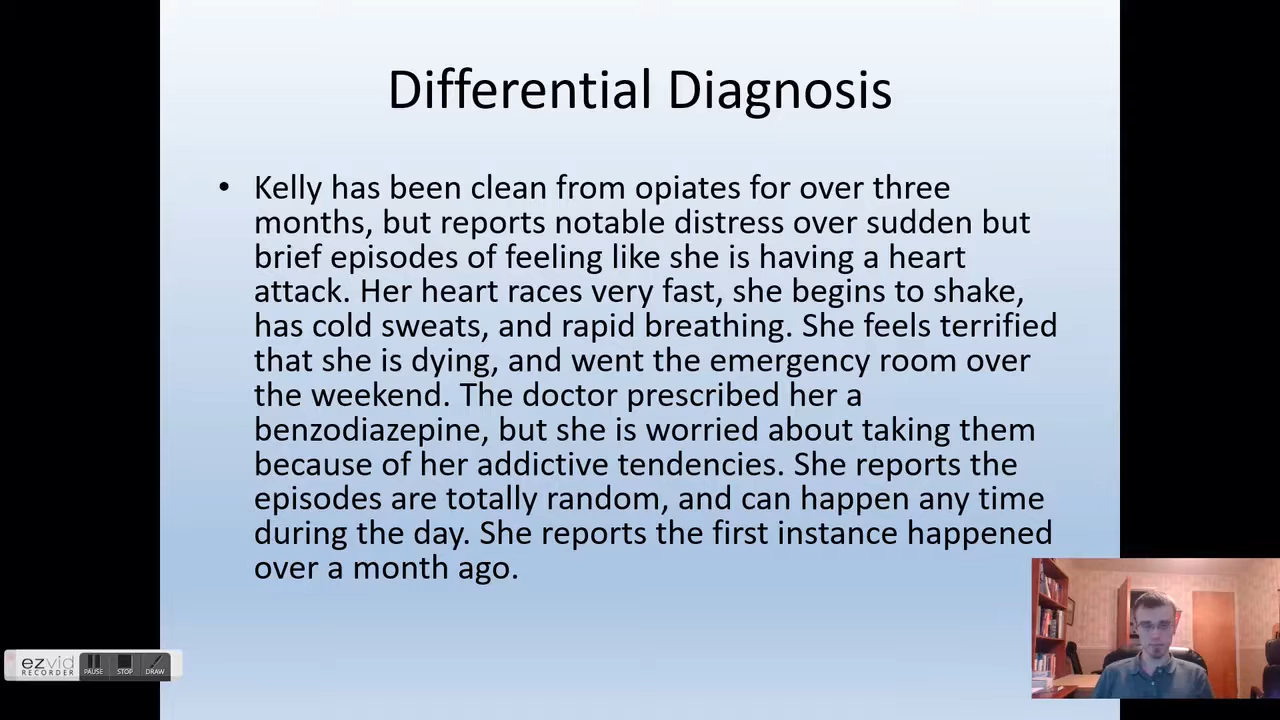 Differential Diagnosis
• Kelly has been clean from opiates for over three
months, but reports notable distress over sudden but
brief episodes of feeling like she is having a heart
attack. Her heart races very fast, she begins to shake,
has cold sweats, and rapid breathing. She feels terrified
that she is dying, and went the emergency room over
the weekend. The doctor prescribed her a
benzodiazepine, but she is worried about taking them
because of her addictive tendencies. She reports the
episodes are totally random, and can happen any time
during the day. She reports the first instance happened
over a month ago.
ezvid
RECORDER
PAUSE STOP DRAW